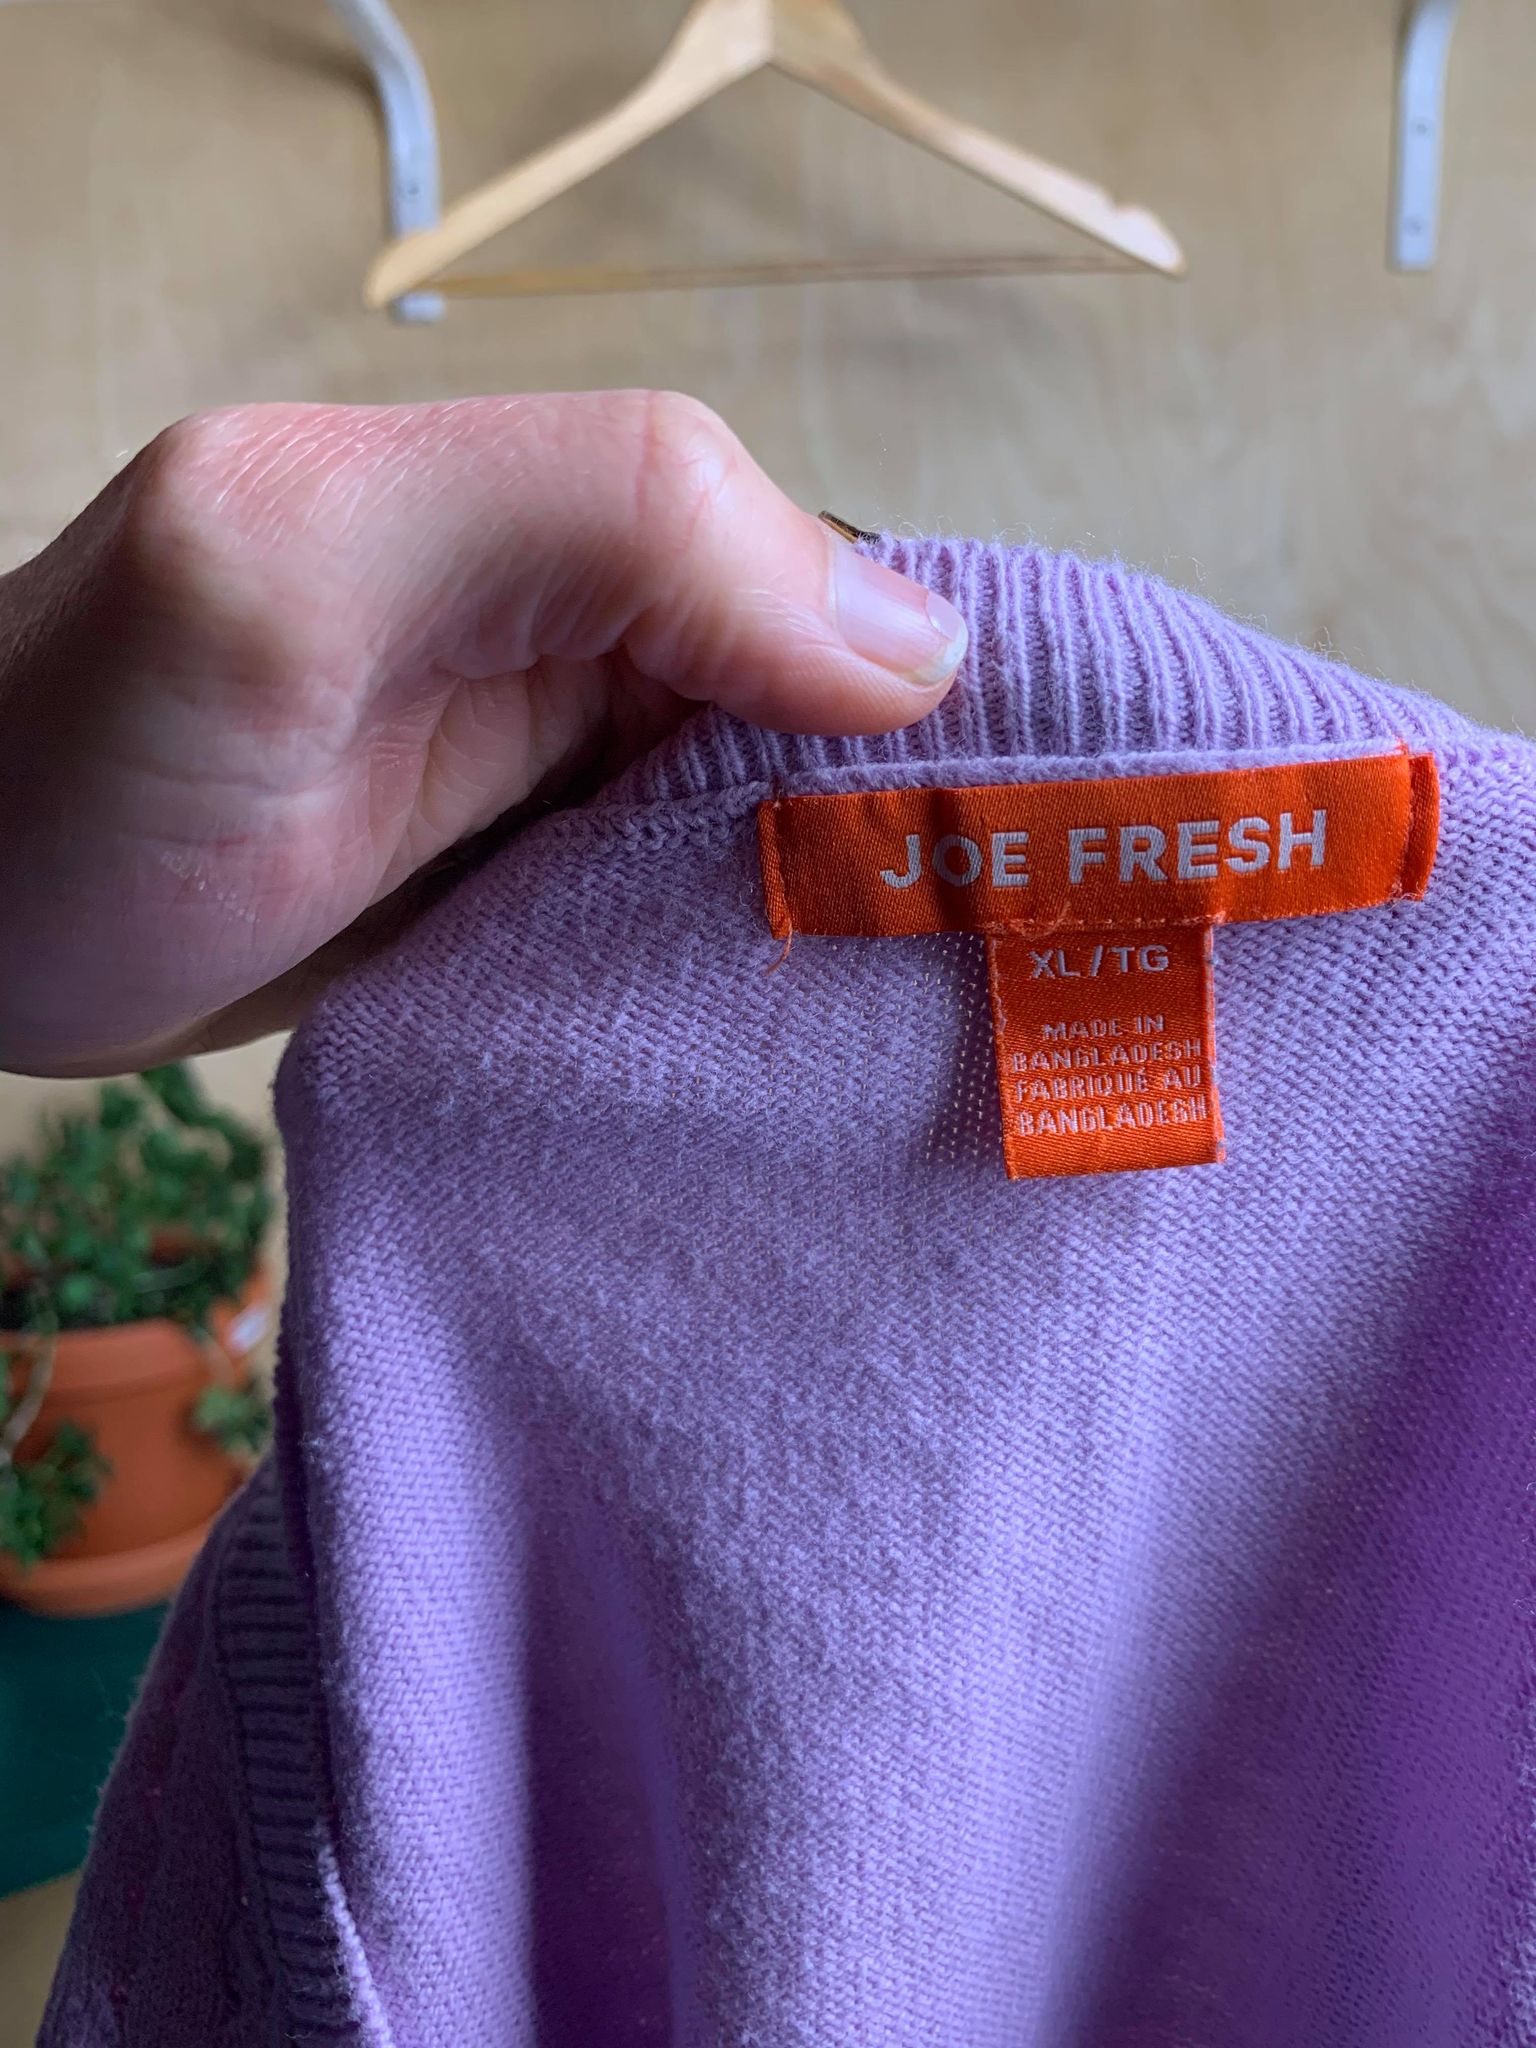 JOE FRESH
XL/TG
MADE IN
BANGLADESH
FABRIQUÉ AU
BANGLADESH